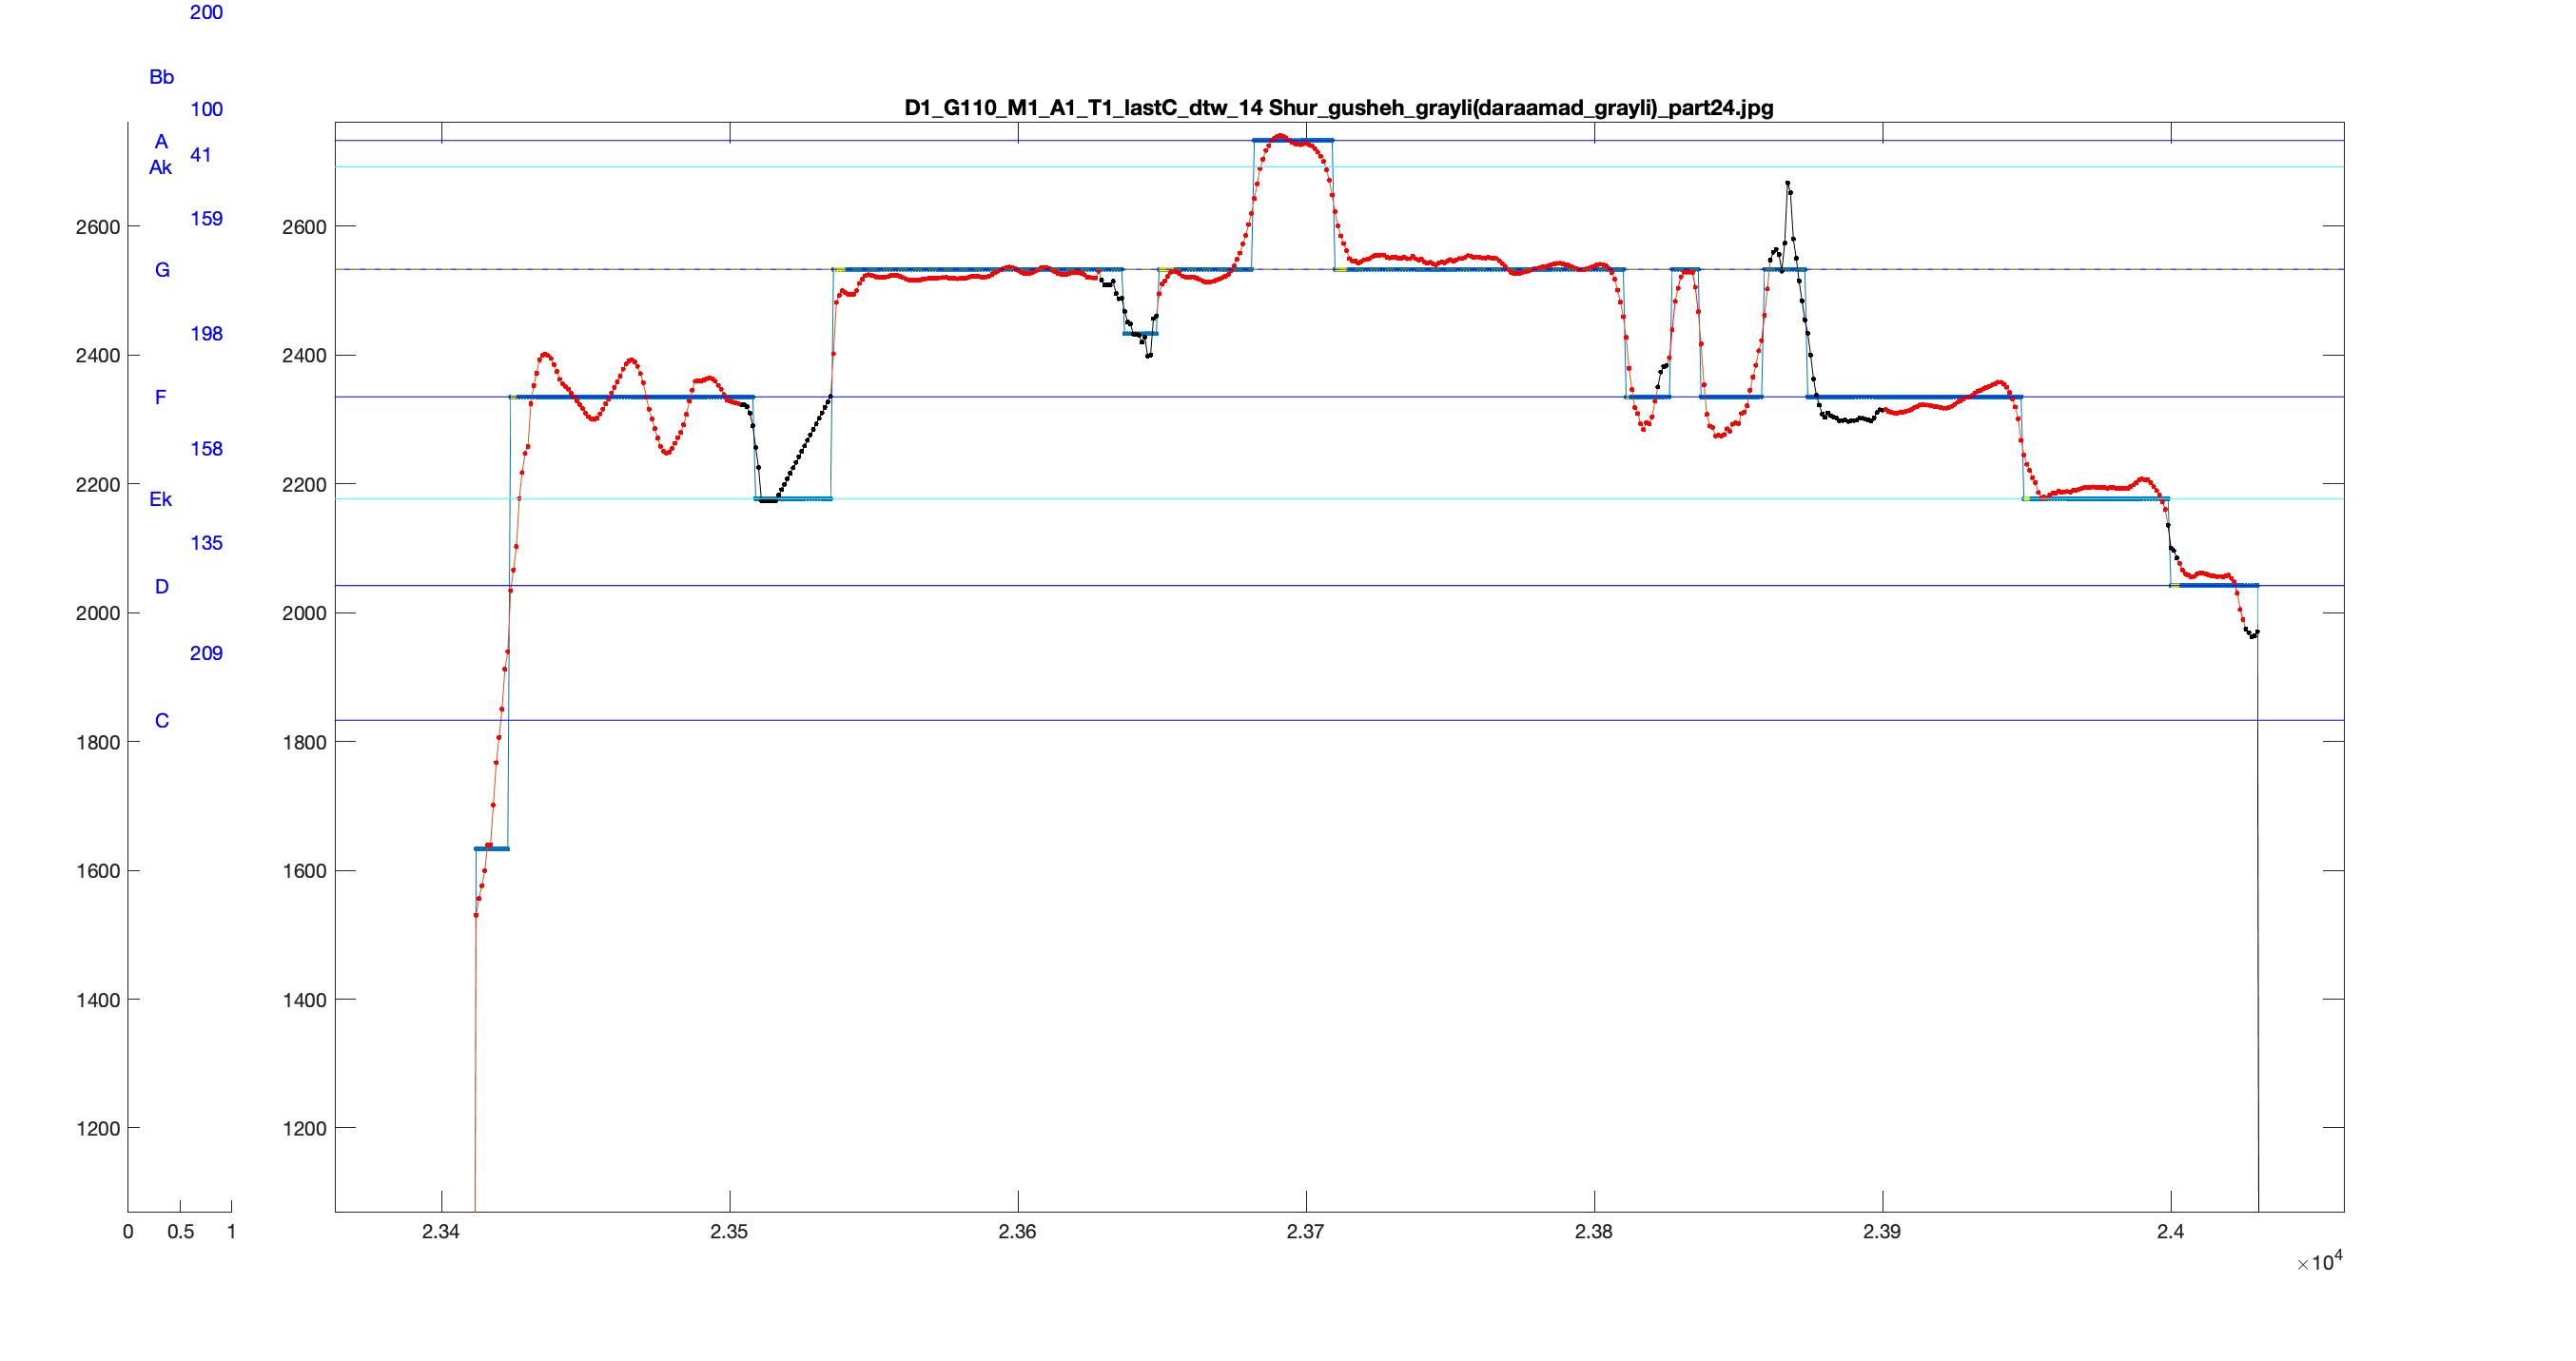 200
Bb
100
D1_G110_M1_A1_T1_lastC_dtw_14 Shur_gusheh_grayli(daraamad_grayli)_part24.jpg
A
41
Ak
159
2600 2600
G
198
2400 2400
F
158
2200 2200
Ek
135
D
2000 2000
209
C
1800 1800
1600 1600
1400 1400
1200 1200
0 0.5 1 2.34 2.35 2.36 2.37 2.38 2.39 2.4
×10⁴